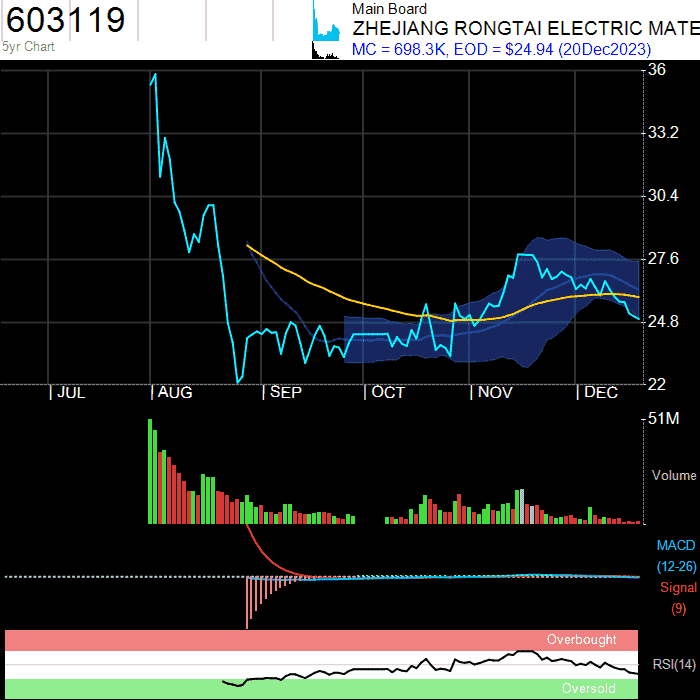 603119
5yr Chart
Main Board
ZHEJIANG RONGTAI ELECTRIC MATE
MC = 698.3K, EOD = $24.94 (20Dec2023)
36
33.2
30.4
27.6
24.8
22
JUL
AUG
SEP
OCT
NOV
DEC
51M
Volume
MACD
(12-26)
Signal
(9)
Overbought
RSI(14)
Oversold